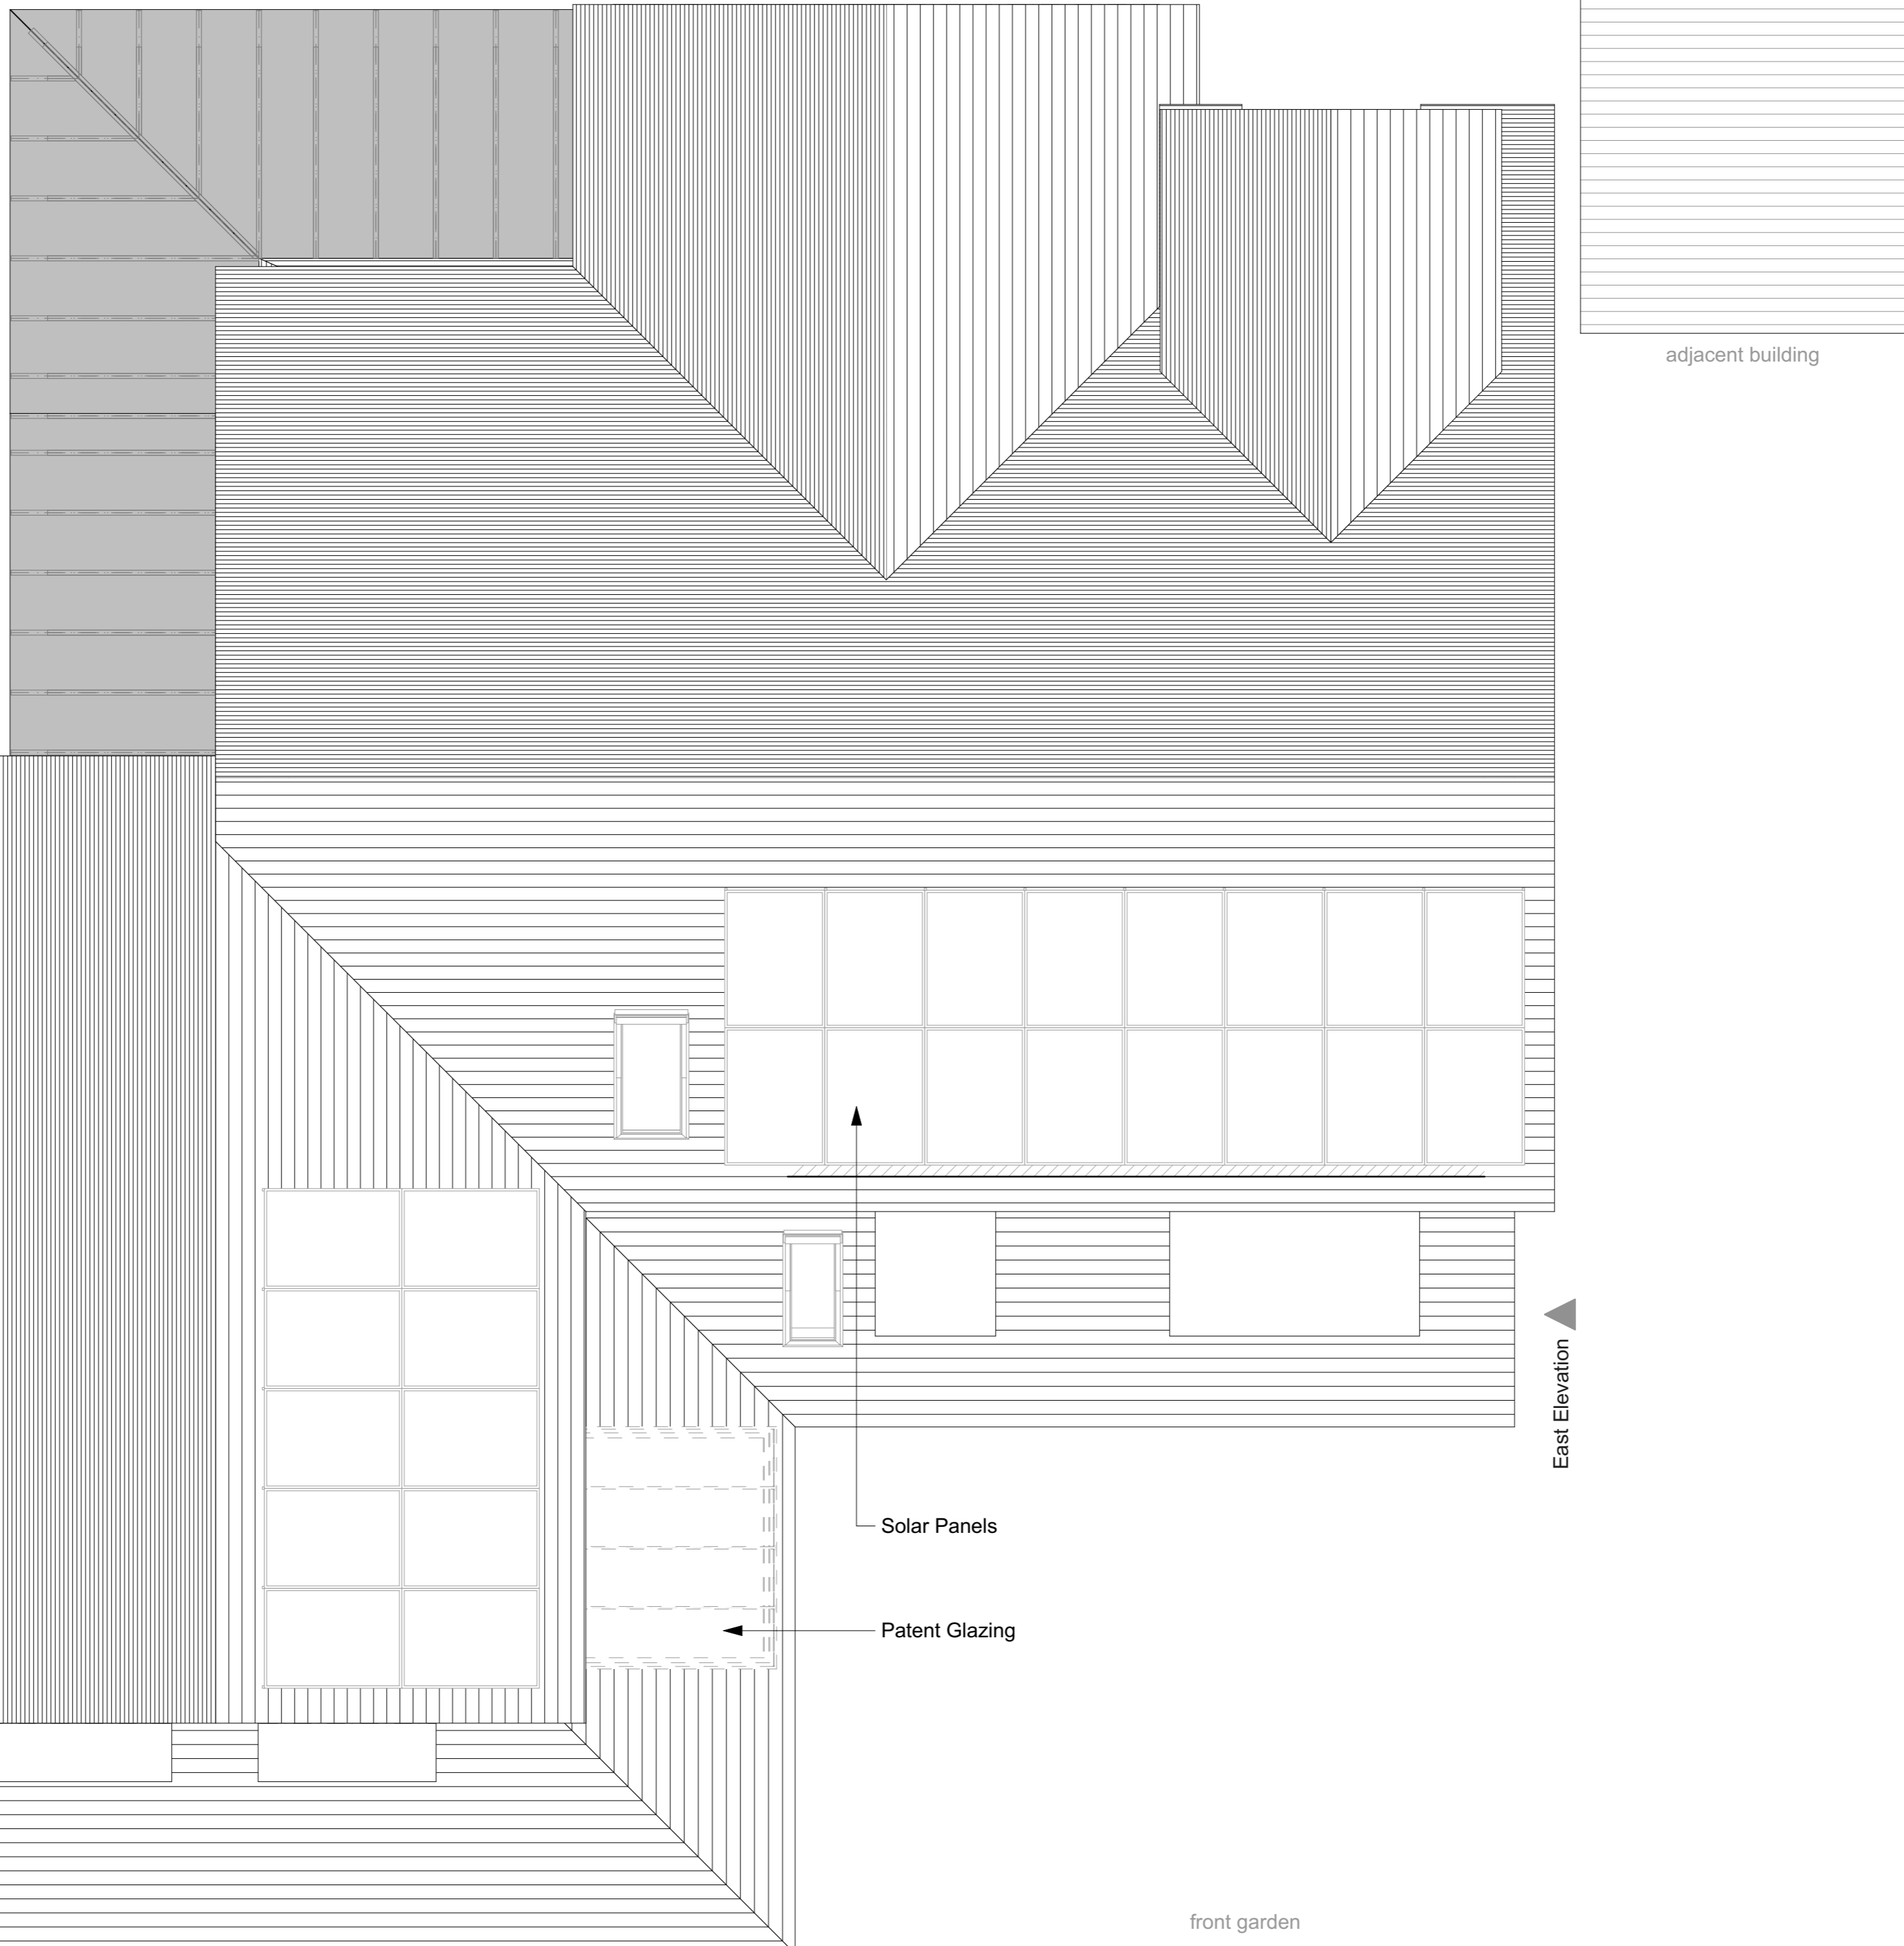 adjacent building
East Elevation
Solar Panels
Patent Glazing
front garden